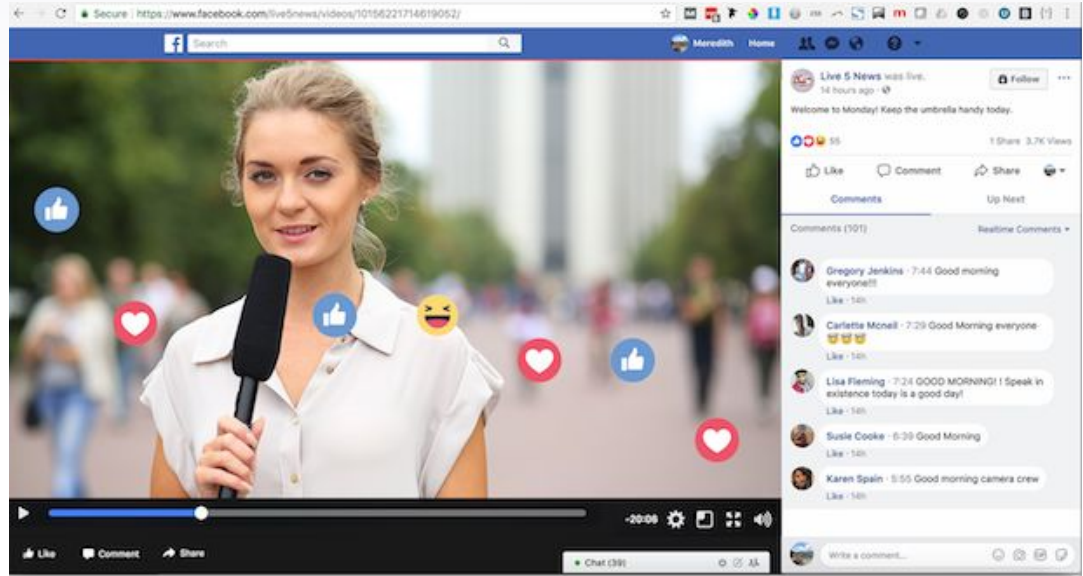 Secure https://www.facebook.com/live5news/videos/10156221714619052/
Search
Meredith Home
Live 5 News was live.
14 hours ago
Follow
Welcome to Monday! Keep the umbrella handy today.
55
1 Share 3.7K Views
Like Comment Share
Comments Up Next
Comments (101) Realtime Comments
Gregory Jenkins · 7:44 Good morning
everyone!!!
Like · 14h
Carlette Mcneil · 7:29 Good Morning everyone
Like · 14h
Lisa Fleming · 7:24 GOOD MORNING! I Speak in
existence today is a good day!
Like · 14h
Susie Cooke · 6:39 Good Morning
Like · 14h
Karen Spain · 5:55 Good morning camera crew
Like · 14h
-20:06
Like Comment Share
Chat (39)
Write a comment...